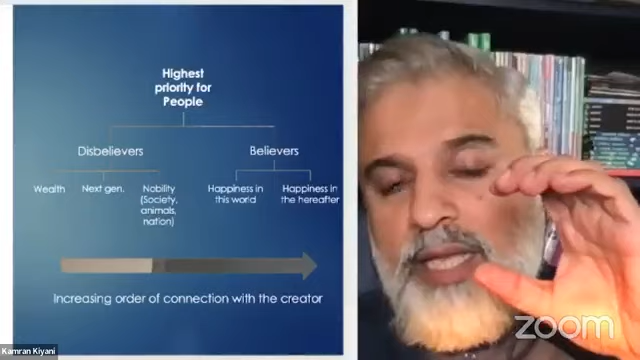 Highest
priority for
People
Disbelievers
Believers
Wealth
Next gen.
Nobility
(Society,
animals,
nation)
Happiness in
this world
Happiness in
the hereafter
Increasing order of connection with the creator
Kamran Kiyani
zoom